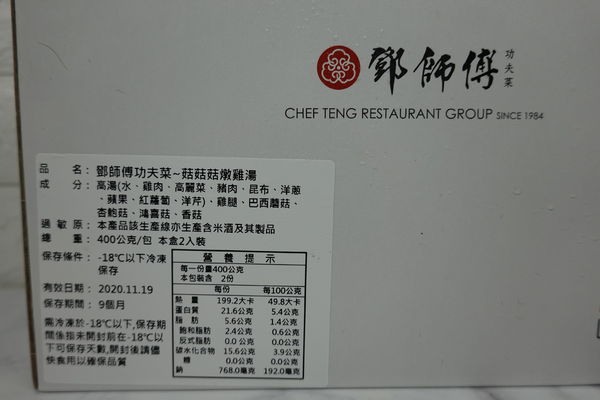 鄧師傅 功夫菜
CHEF TENG RESTAURANT GROUP SINCE 1984
品 名： 鄧師傅功夫菜~菇菇菇燉雞湯
成 分： 高湯(水、雞肉、高麗菜、豬肉、昆布、洋蔥
、蘋果、紅蘿蔔、洋芹)、雞腿、巴西蘑菇、
杏鮑菇、鴻喜菇、香菇
過 敏 原： 本產品該生產線亦生產含米酒及其製品
總 重： 400公克/包 本盒2入裝
保存條件： -18℃以下冷凍
保存
有效日期： 2020.11.19
保存期間： 9個月
需冷凍於-18℃以下,保存期
間係指未開封前在-18℃以
下可保存天數,開封後請儘
快食用以確保品質
營 養 提 示
每一份量400公克
本包裝含 2份
每份 每100公克
熱 量 199.2大卡 49.8大卡
蛋白質 21.6公克 5.4公克
脂 肪 5.6公克 1.4公克
飽和脂肪 2.4公克 0.6公克
反式脂肪 0.0公克 0.0公克
碳水化合物 15.6公克 3.9公克
糖 0.0公克 0.0公克
鈉 768.0毫克 192.0毫克